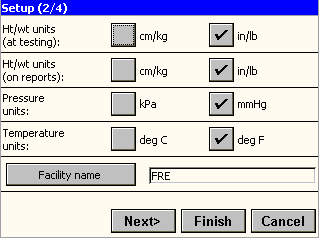 Setup (2/4)
Ht/wt units
(at testing):
cm/kg
in/lb
Ht/wt units
(on reports):
cm/kg
in/lb
Pressure
units:
kPa
mmHg
Temperature
units:
deg C
deg F
Facility name
FRE
Next>
Finish
Cancel